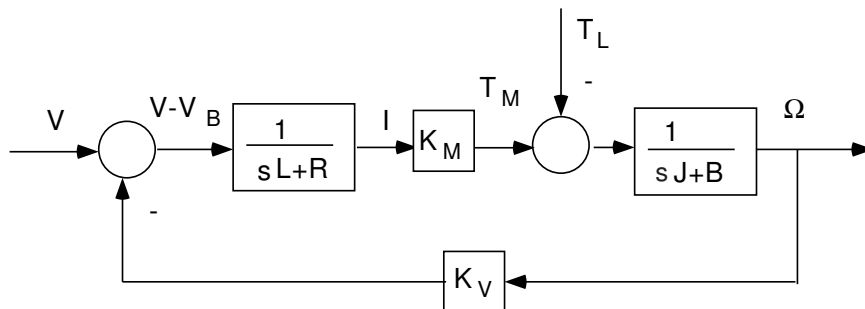 T_L
-
V
V-V_B
1
sL+R
I
K_M
T_M
1
sJ+B
Ω
-
K_V